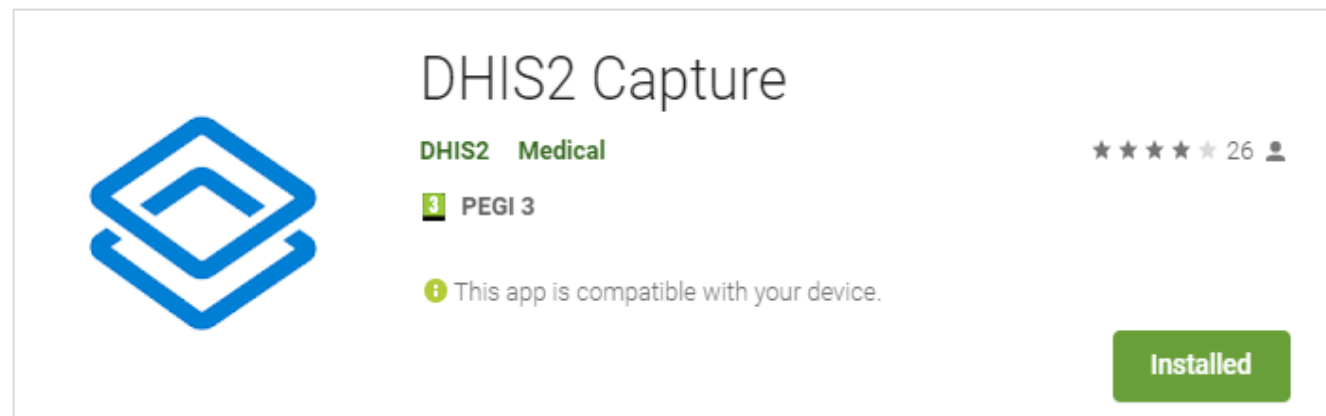 DHIS2 Capture
DHIS2 Medical
26
3 PEGI 3
This app is compatible with your device.
Installed